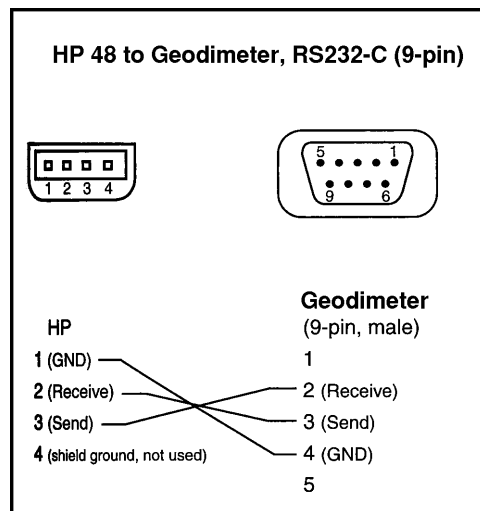 HP 48 to Geodimeter, RS232-C (9-pin)
1 2 3 4
5 1
9 6
HP
1 (GND)
2 (Receive)
3 (Send)
4 (shield ground, not used)
Geodimeter
(9-pin, male)
1
2 (Receive)
3 (Send)
4 (GND)
5